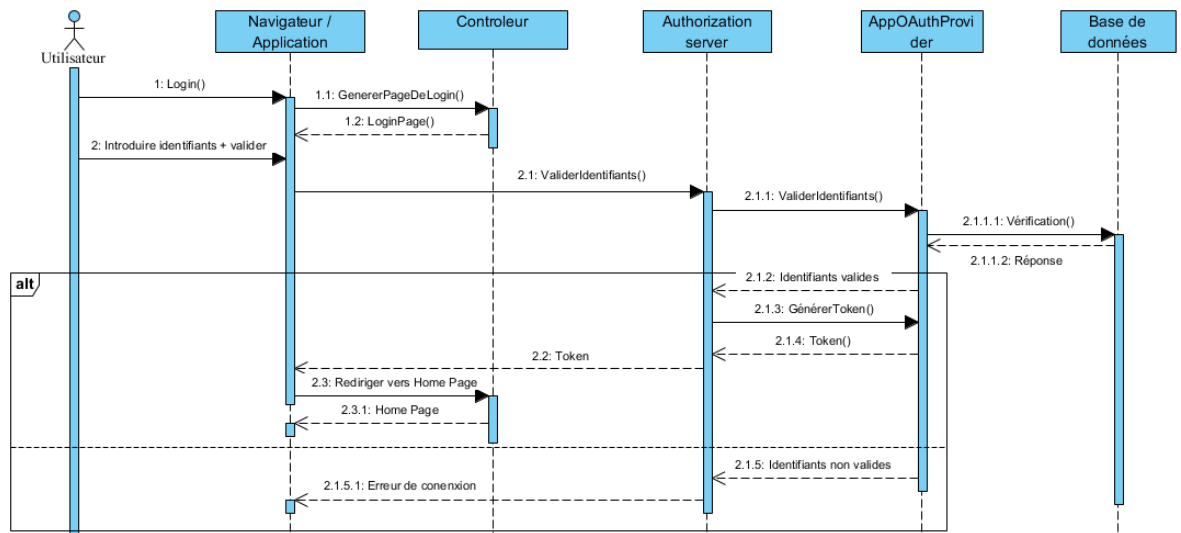 Utilisateur
Navigateur /
Application
Controleur
Authorization
server
AppOAuthProvi
der
Base de
données
1: Login()
1.1: GenererPageDeLogin()
1.2: LoginPage()
2: Introduire identifiants + valider
2.1: ValiderIdentifiants()
2.1.1: ValiderIdentifiants()
2.1.1.1: Vérification()
2.1.1.2: Réponse
alt
2.1.2: Identifiants valides
2.1.3: GénérerToken()
2.1.4: Token()
2.2: Token
2.3: Rediriger vers Home Page
2.3.1: Home Page
2.1.5: Identifiants non valides
2.1.5.1: Erreur de conenxion